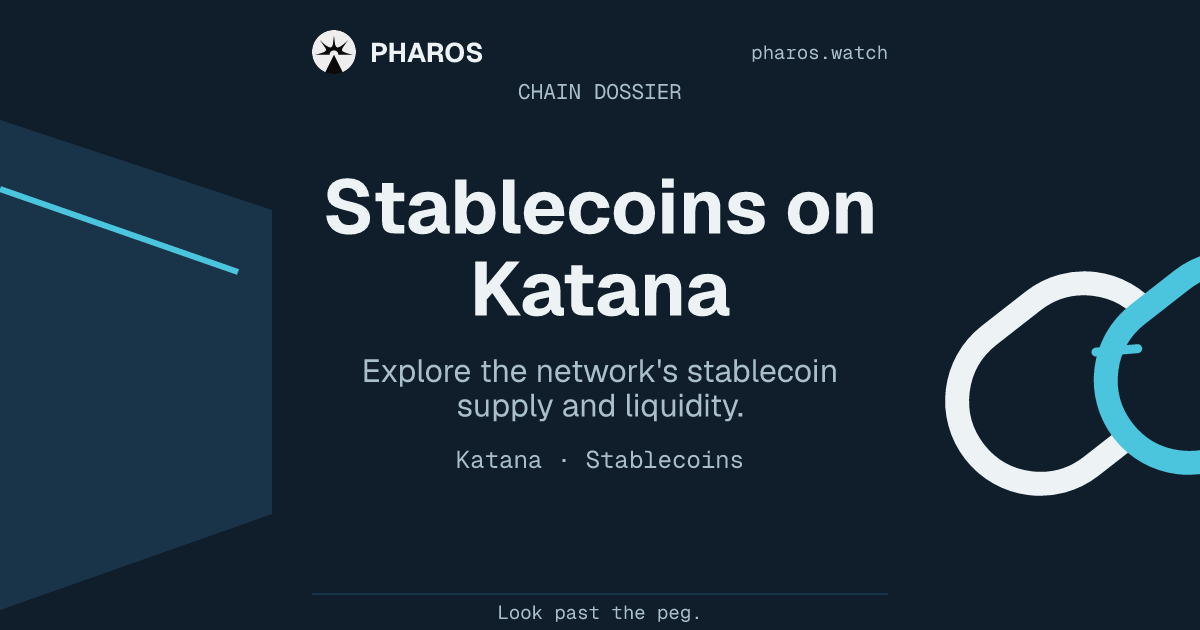 PHAROS
pharos.watch
CHAIN DOSSIER
Stablecoins on
Katana
Explore the network's stablecoin
supply and liquidity.
Katana · Stablecoins
Look past the peg.